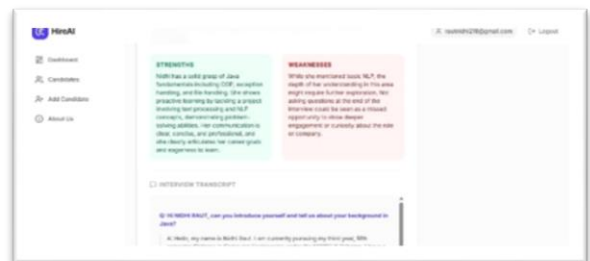 HireAI
Logout
Dashboard
Candidates
Add Candidate
About Us
STRENGTHS
Nidhi has a solid grasp of Java
fundamentals including OOP, exception
handling, and file handling. She shows
proactive learning by tackling a project
involving text processing and NLP
concepts, demonstrating problem-
solving abilities. Her communication is
clear, concise, and professional, and
she clearly articulates her career goals
and eagerness to learn.
WEAKNESSES
While she mentioned basic NLP, the
depth of her understanding in this area
might require further exploration. Not
asking questions at the end of the
interview could be seen as a missed
opportunity to show deeper
engagement or curiosity about the role
or company.
INTERVIEW TRANSCRIPT
Q: Hi NIDHI RAUT, can you introduce yourself and tell us about your background in
Java?
A: Hello, my name is Nidhi Raut. I am currently pursuing my third year, fifth